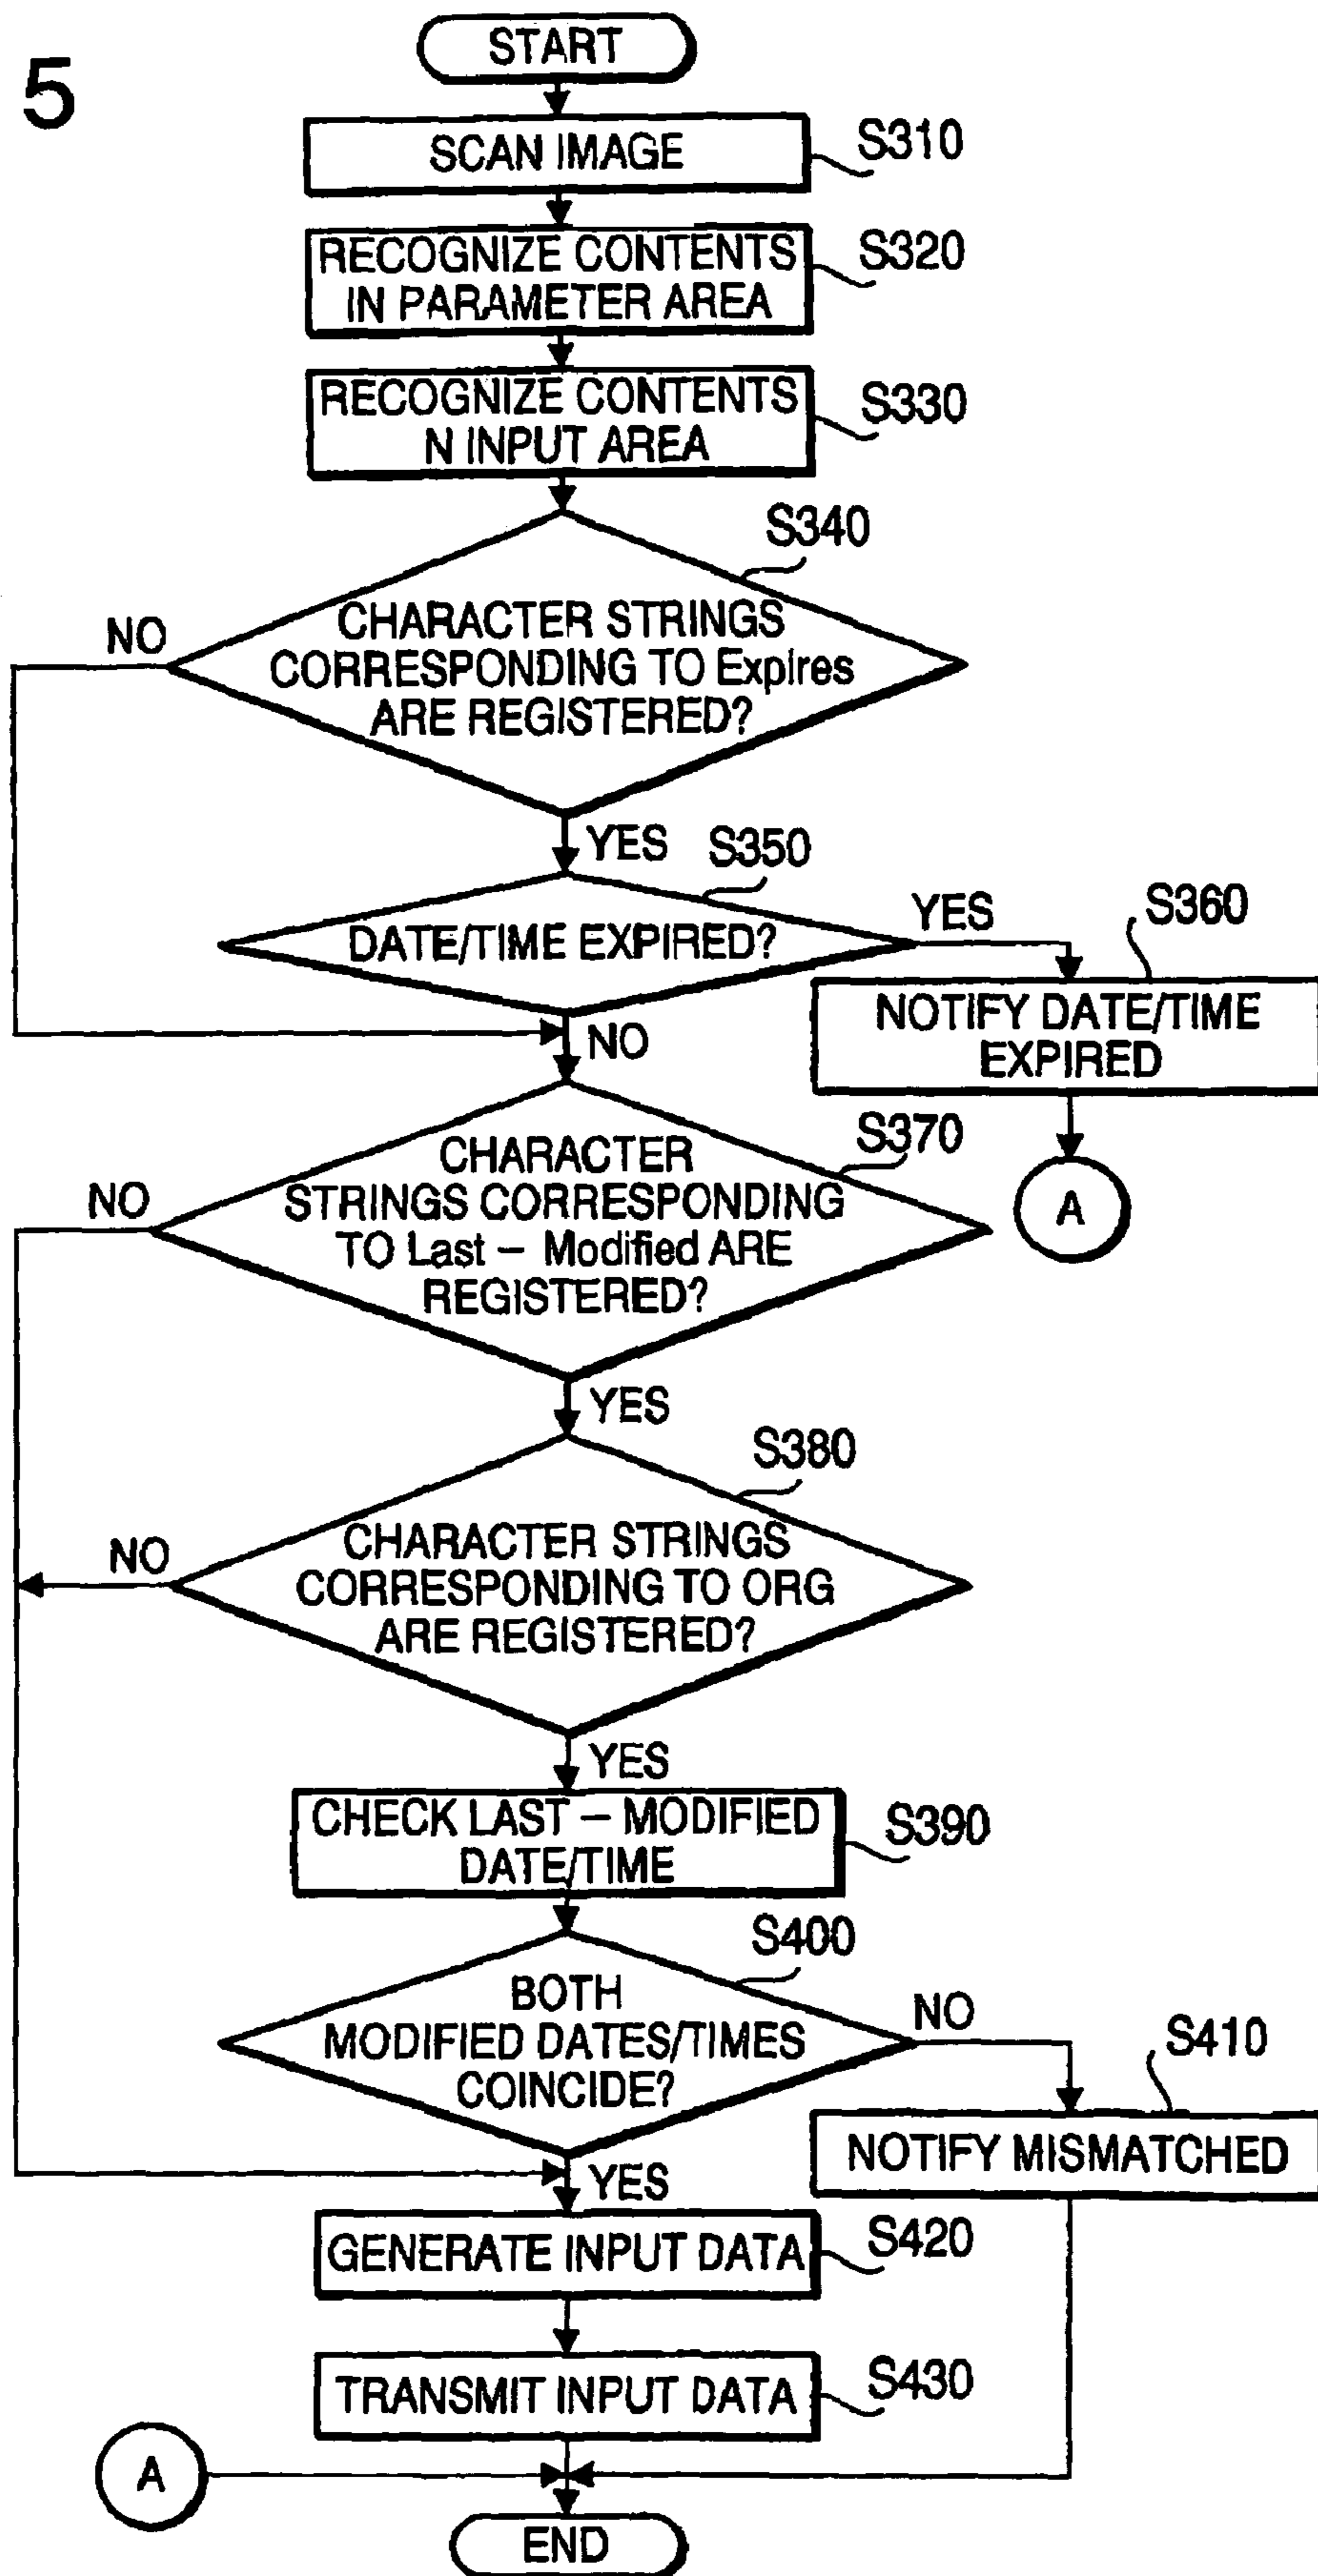 5
START
SCAN IMAGE
S310
RECOGNIZE CONTENTS
IN PARAMETER AREA
S320
RECOGNIZE CONTENTS
N INPUT AREA
S330
S340
CHARACTER STRINGS
CORRESPONDING TO Expires
ARE REGISTERED?
NO
YES
S350
DATE/TIME EXPIRED?
YES
S360
NOTIFY DATE/TIME
EXPIRED
NO
A
S370
CHARACTER
STRINGS CORRESPONDING
TO Last – Modified ARE
REGISTERED?
NO
YES
S380
CHARACTER STRINGS
CORRESPONDING TO ORG
ARE REGISTERED?
NO
YES
CHECK LAST – MODIFIED
DATE/TIME
S390
S400
BOTH
MODIFIED DATES/TIMES
COINCIDE?
NO
S410
NOTIFY MISMATCHED
YES
GENERATE INPUT DATA
S420
TRANSMIT INPUT DATA
S430
A
END